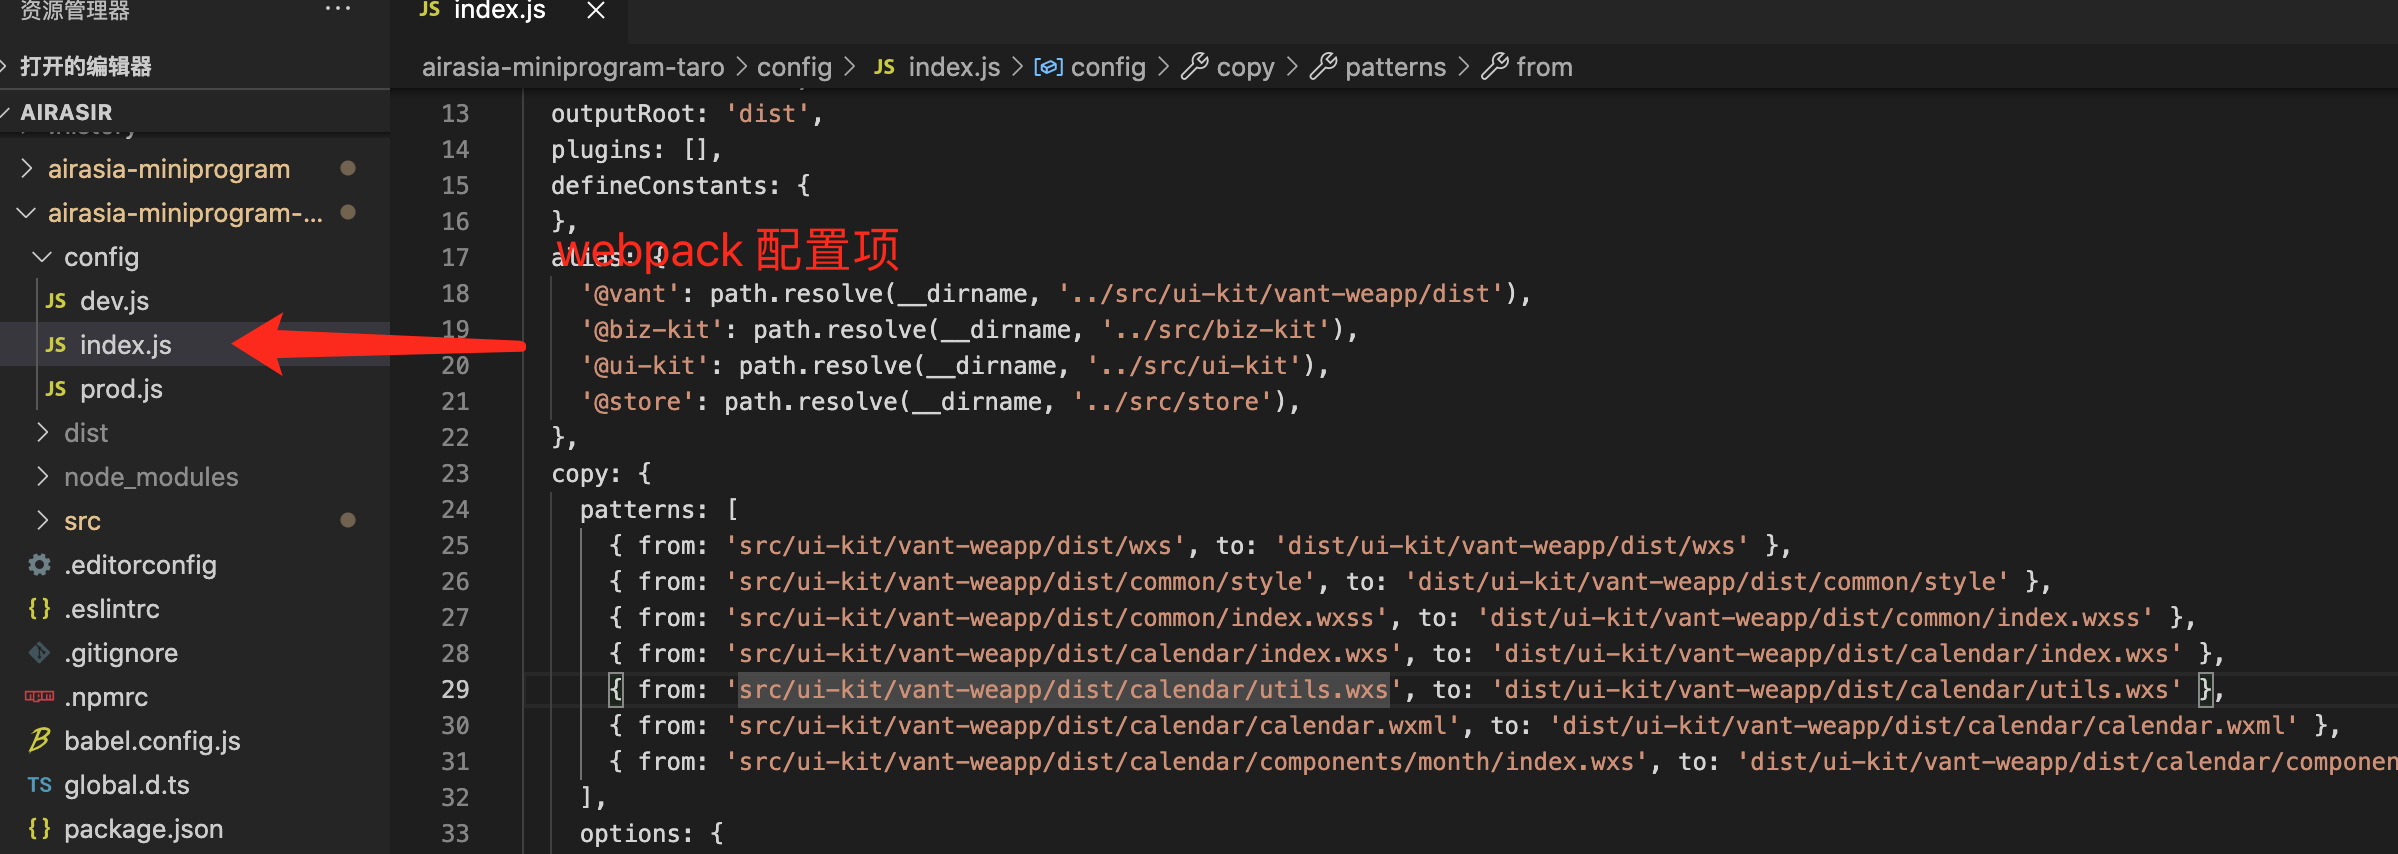 资源管理器 ...
打开的编辑器
AIRASIR
airasia-miniprogram
airasia-miniprogram-...
config
JS dev.js
JS index.js
JS prod.js
dist
node_modules
src
.editorconfig
{} .eslintrc
.gitignore
.npmrc
babel.config.js
TS global.d.ts
{} package.json
JS index.js ×
airasia-miniprogram-taro > config > JS index.js > config > copy > patterns > from
13 outputRoot: 'dist',
14 plugins: [],
15 defineConstants: {
16 },
webpack 配置项
17 alias: {
18 '@vant': path.resolve(__dirname, '../src/ui-kit/vant-weapp/dist'),
19 '@biz-kit': path.resolve(__dirname, '../src/biz-kit'),
20 '@ui-kit': path.resolve(__dirname, '../src/ui-kit'),
21 '@store': path.resolve(__dirname, '../src/store'),
22 },
23 copy: {
24 patterns: [
25 { from: 'src/ui-kit/vant-weapp/dist/wxs', to: 'dist/ui-kit/vant-weapp/dist/wxs' },
26 { from: 'src/ui-kit/vant-weapp/dist/common/style', to: 'dist/ui-kit/vant-weapp/dist/common/style' },
27 { from: 'src/ui-kit/vant-weapp/dist/common/index.wxss', to: 'dist/ui-kit/vant-weapp/dist/common/index.wxss' },
28 { from: 'src/ui-kit/vant-weapp/dist/calendar/index.wxs', to: 'dist/ui-kit/vant-weapp/dist/calendar/index.wxs' },
29 { from: 'src/ui-kit/vant-weapp/dist/calendar/utils.wxs', to: 'dist/ui-kit/vant-weapp/dist/calendar/utils.wxs' },
30 { from: 'src/ui-kit/vant-weapp/dist/calendar/calendar.wxml', to: 'dist/ui-kit/vant-weapp/dist/calendar/calendar.wxml' },
31 { from: 'src/ui-kit/vant-weapp/dist/calendar/components/month/index.wxs', to: 'dist/ui-kit/vant-weapp/dist/calendar/componen
32 ],
33 options: {